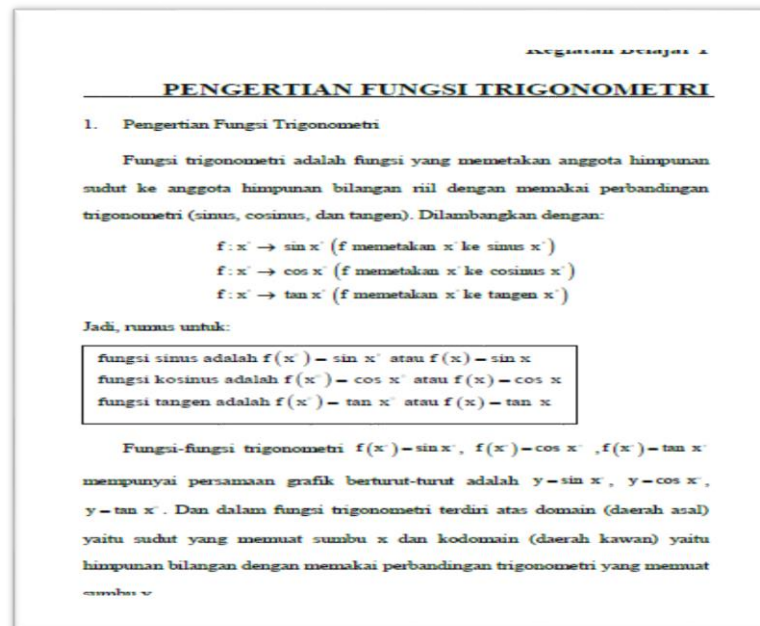 Kegiatan Belajar 1
PENGERTIAN FUNGSI TRIGONOMETRI
1. Pengertian Fungsi Trigonometri
Fungsi trigonometri adalah fungsi yang memetakan anggota himpunan
sudut ke anggota himpunan bilangan riil dengan memakai perbandingan
trigonometri (sinus, cosinus, dan tangen). Dilambangkan dengan:
f : x° → sin x° (f memetakan x° ke sinus x°)
f : x° → cos x° (f memetakan x° ke cosinus x°)
f : x° → tan x° (f memetakan x° ke tangen x°)
Jadi, rumus untuk:
fungsi sinus adalah f(x°) = sin x° atau f(x) = sin x
fungsi kosinus adalah f(x°) = cos x° atau f(x) = cos x
fungsi tangen adalah f(x°) = tan x° atau f(x) = tan x
Fungsi-fungsi trigonometri f(x°) = sin x°, f(x°) = cos x° , f(x°) = tan x°
mempunyai persamaan grafik berturut-turut adalah y = sin x°, y = cos x°,
y = tan x°. Dan dalam fungsi trigonometri terdiri atas domain (daerah asal)
yaitu sudut yang memuat sumbu x dan kodomain (daerah kawan) yaitu
himpunan bilangan dengan memakai perbandingan trigonometri yang memuat
sumbu y